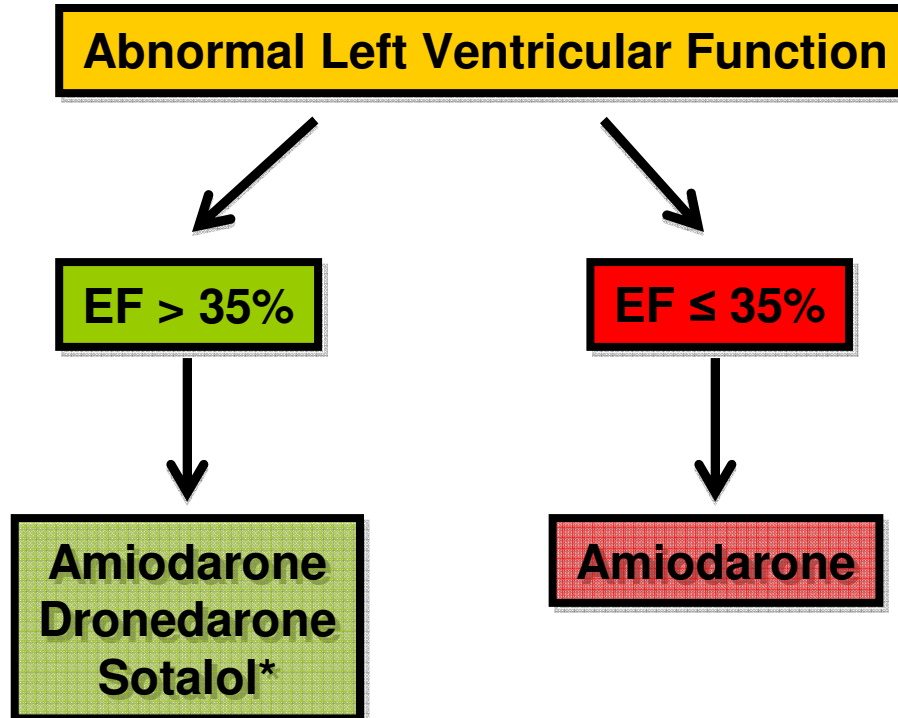 Abnormal Left Ventricular Function
EF > 35%
EF ≤ 35%
Amiodarone
Dronedarone
Sotalol*
Amiodarone